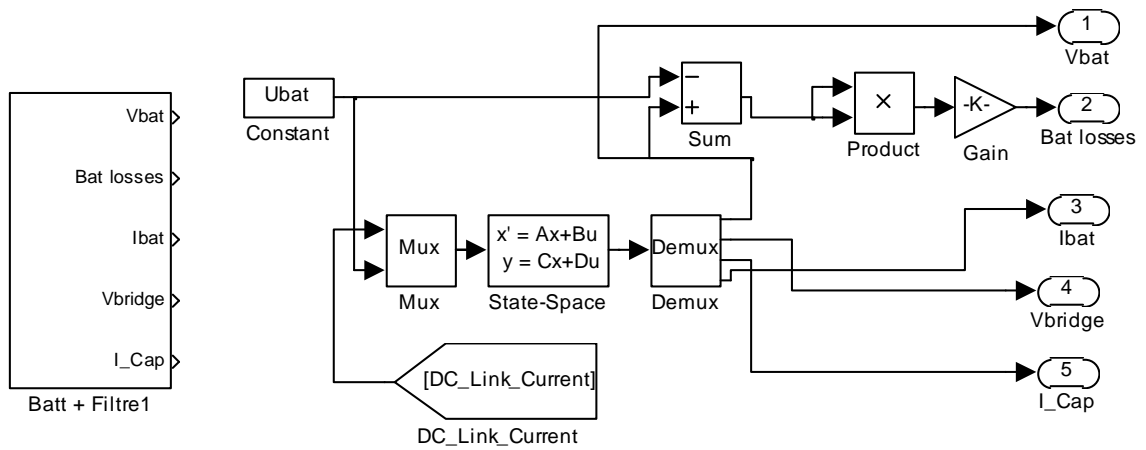 Vbat
Bat losses
Ibat
Vbridge
I_Cap
Batt + Filtre1
Ubat
Constant
−
+
Sum
×
Product
-K-
Gain
1
Vbat
2
Bat losses
Mux
Mux
x' = Ax+Bu
y = Cx+Du
State-Space
Demux
Demux
3
Ibat
4
Vbridge
5
I_Cap
[DC_Link_Current]
DC_Link_Current